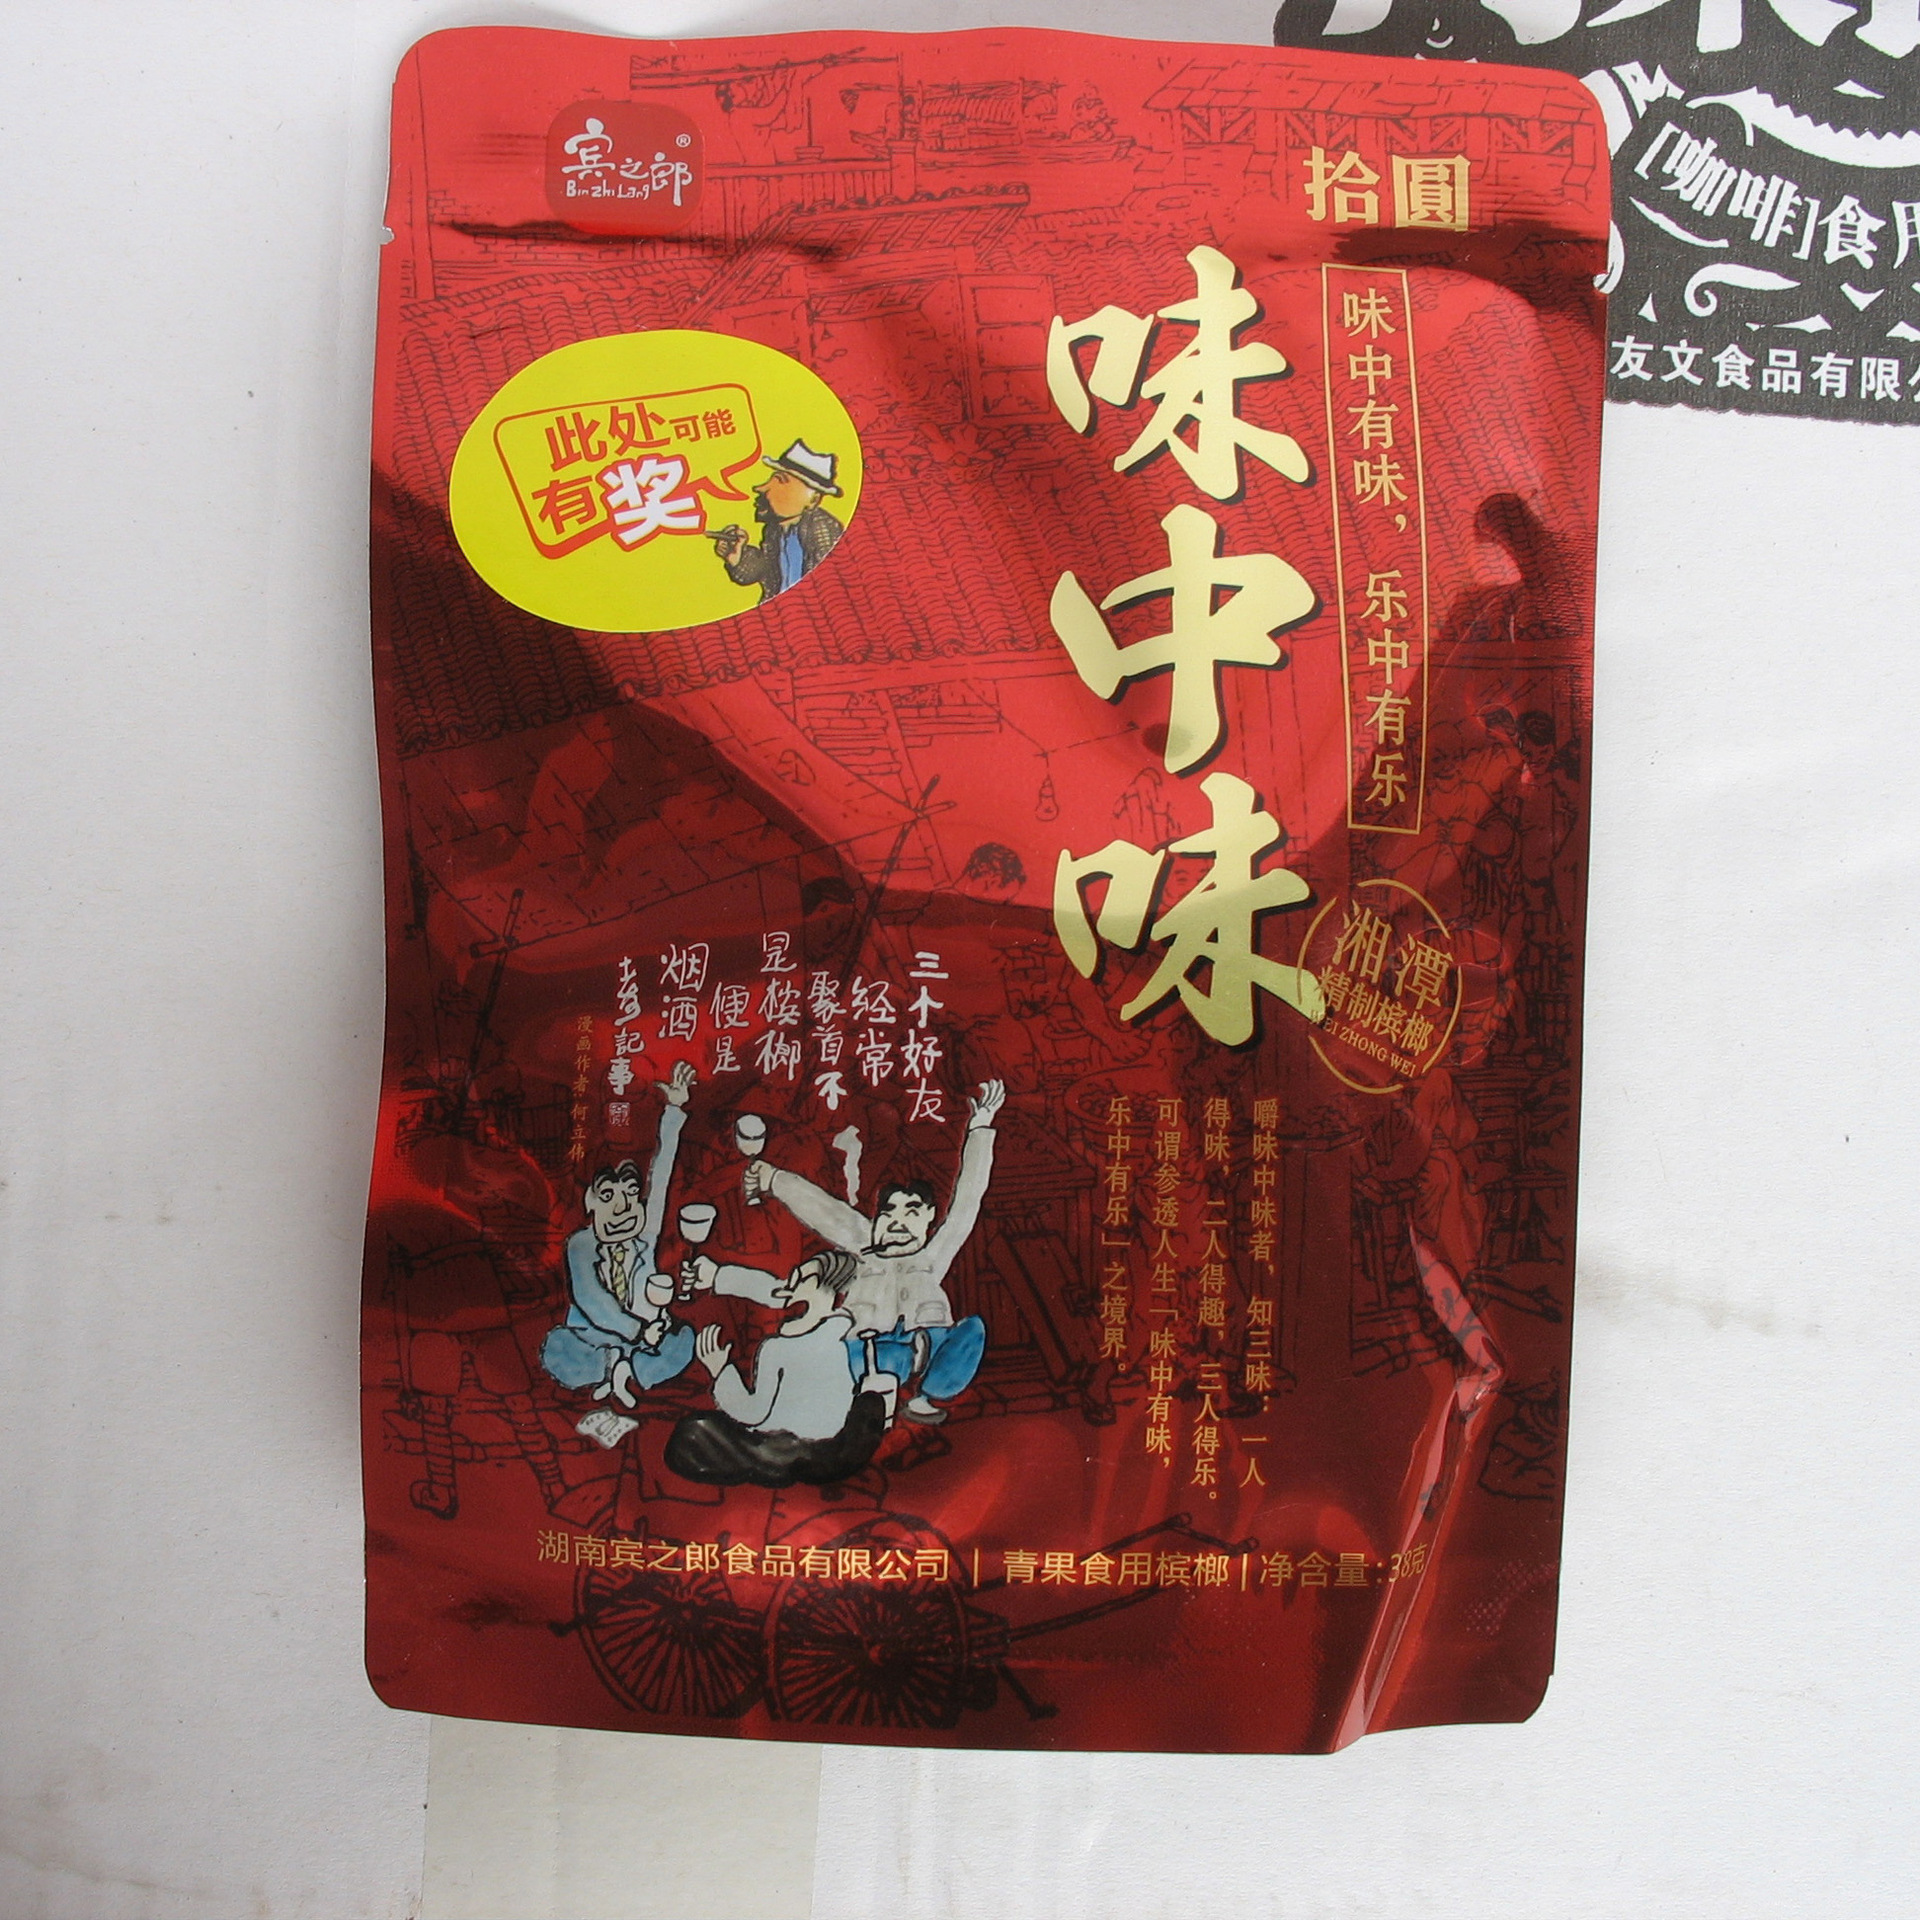 宾之郎®
BinzhiLang
拾圓
味中味
味中有味，乐中有乐
此处可能
有奖
湘潭
精制槟榔
WEI ZHONG WEI
三个好友
经常
聚首不
是槟榔
便是
烟酒
記事
漫画作者：何立伟
嚼味中味者，知三味：一人
得味，二人得趣，三人得乐。
可谓参透人生「味中有味，
乐中有乐」之境界。
湖南宾之郎食品有限公司 | 青果食用槟榔 | 净含量：38克
[咖啡]食用
友文食品有限公